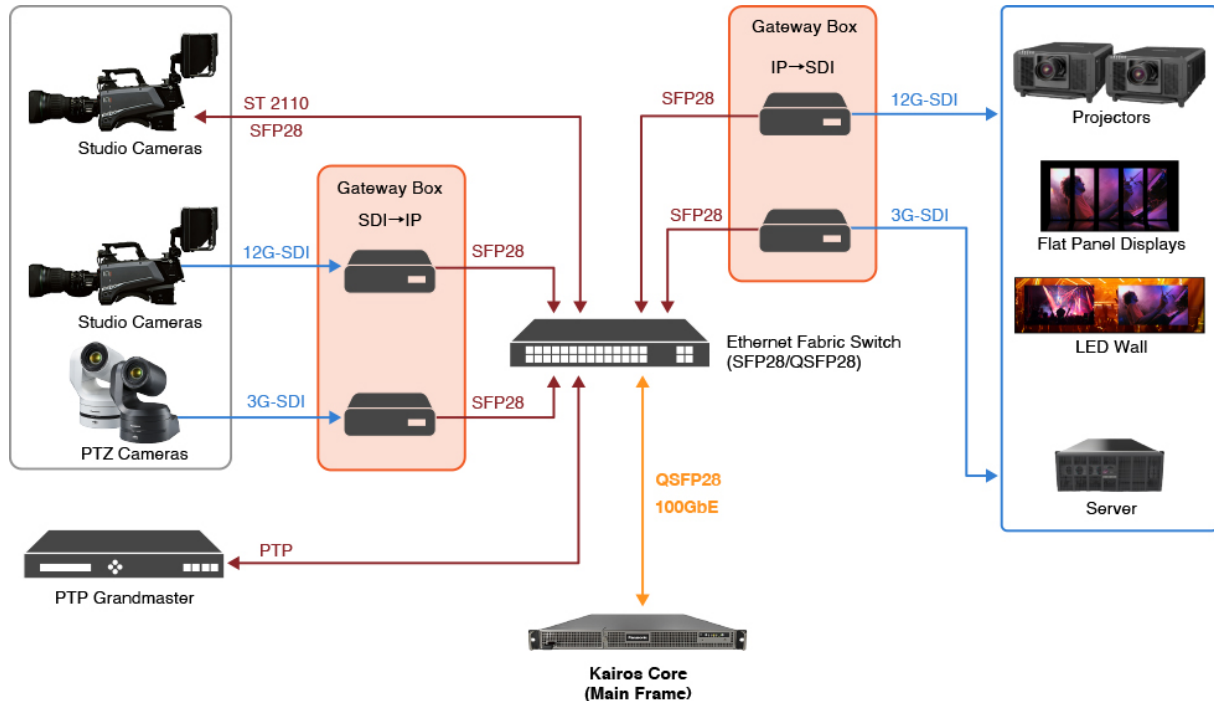 Gateway Box
IP→SDI
SFP28
12G-SDI
Projectors
ST 2110
SFP28
Studio Cameras
Gateway Box
SDI→IP
SFP28
3G-SDI
Flat Panel Displays
12G-SDI
SFP28
Studio Cameras
Ethernet Fabric Switch
(SFP28/QSFP28)
LED Wall
3G-SDI
SFP28
PTZ Cameras
QSFP28
100GbE
Server
PTP
PTP Grandmaster
Panasonic
Kairos Core
(Main Frame)